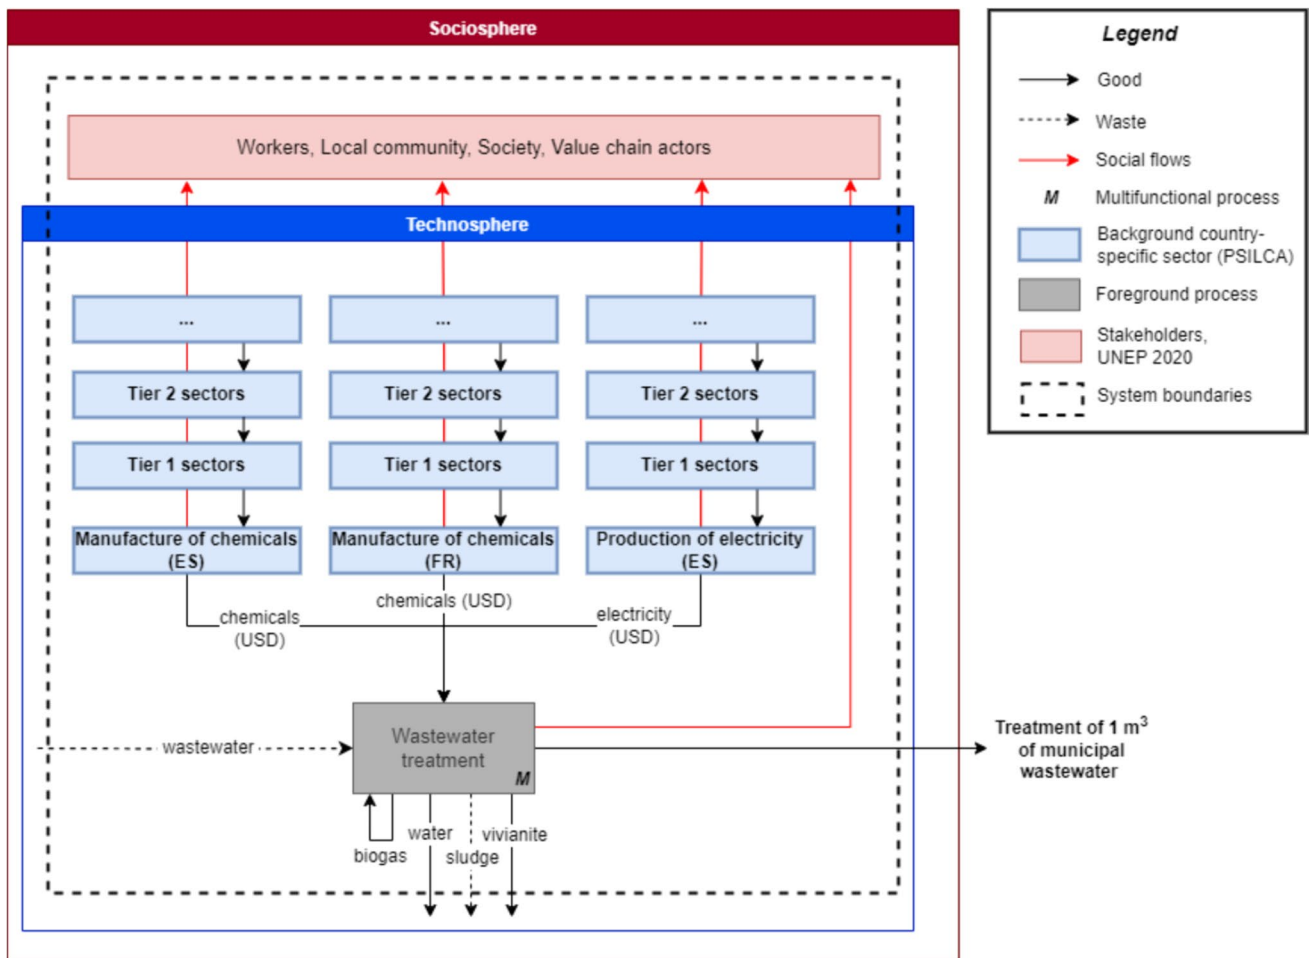 Sociosphere
Workers, Local community, Society, Value chain actors
Technosphere
...
...
...
Tier 2 sectors
Tier 2 sectors
Tier 2 sectors
Tier 1 sectors
Tier 1 sectors
Tier 1 sectors
Manufacture of chemicals
(ES)
Manufacture of chemicals
(FR)
Production of electricity
(ES)
chemicals
(USD)
chemicals (USD)
electricity
(USD)
wastewater
Wastewater
treatment
M
biogas
water
sludge
vivianite
Treatment of 1 m³
of municipal
wastewater
Legend
Good
Waste
Social flows
M Multifunctional process
Background country-
specific sector (PSILCA)
Foreground process
Stakeholders,
UNEP 2020
System boundaries